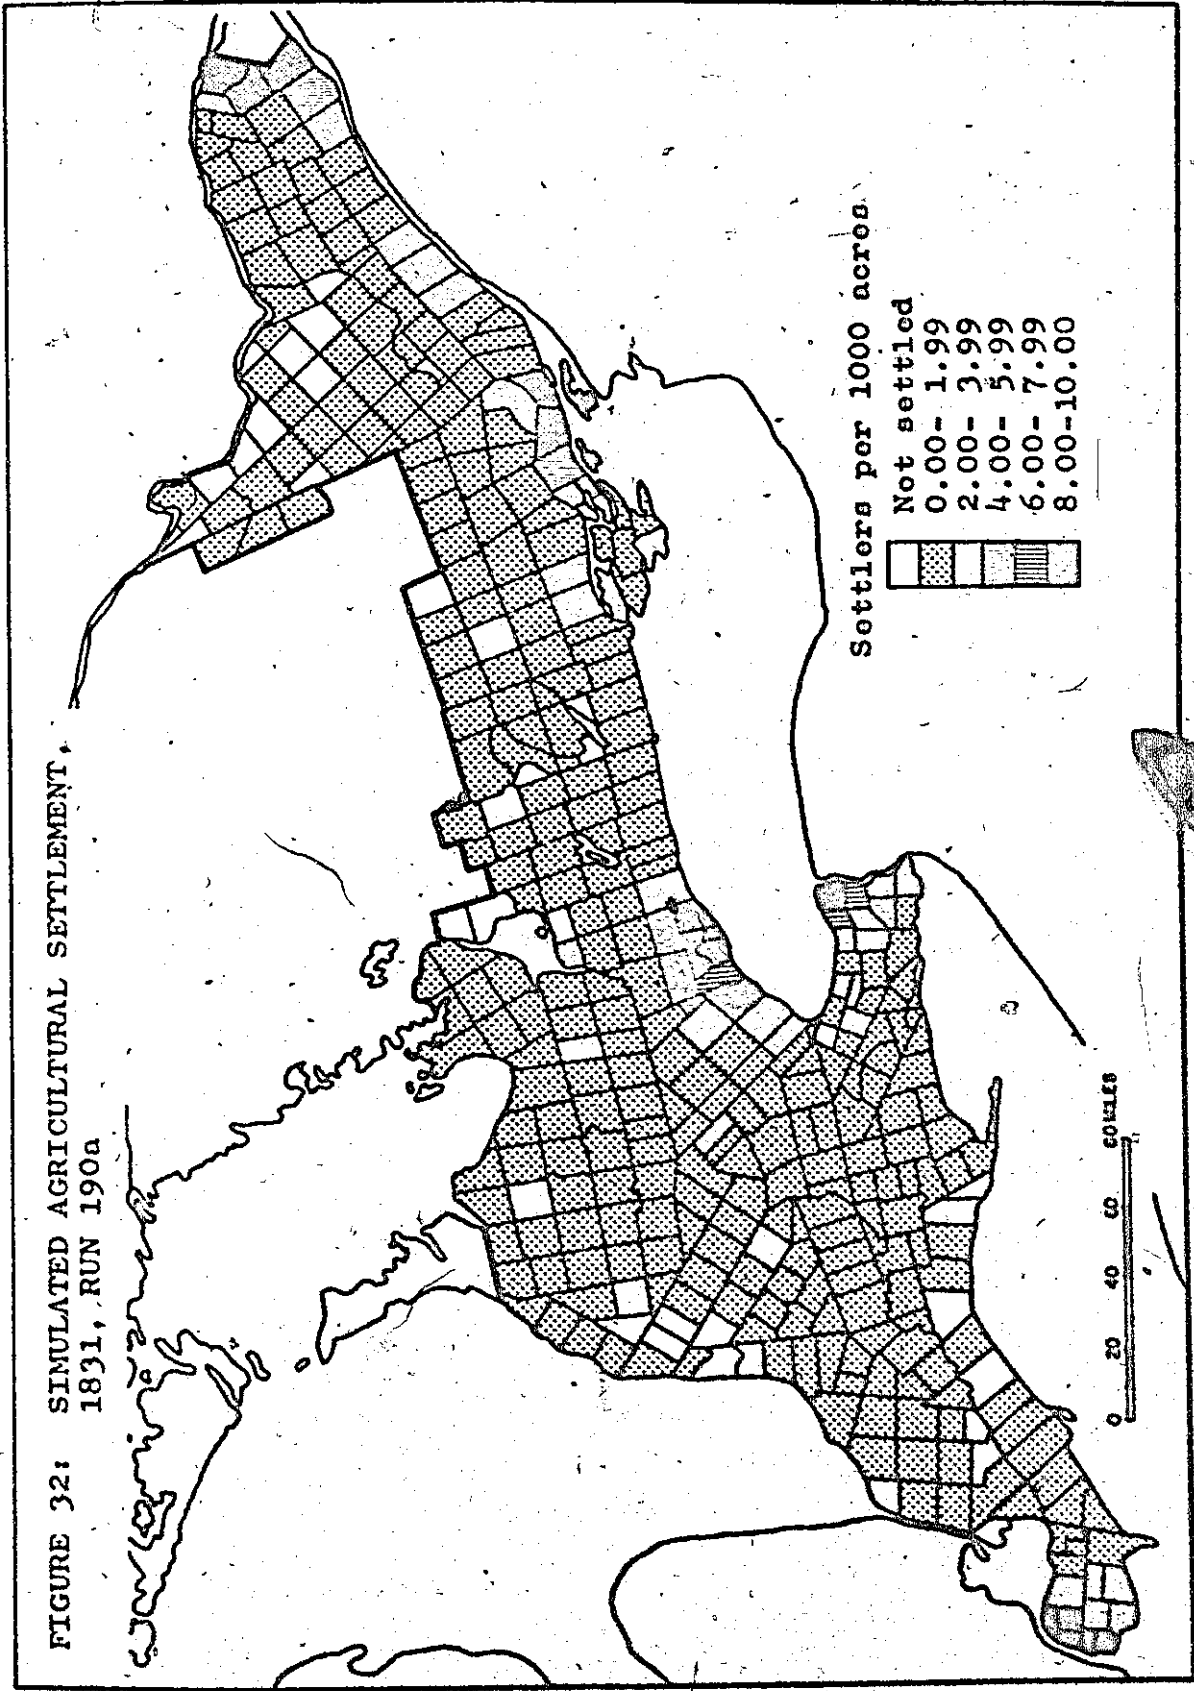 FIGURE 32: SIMULATED AGRICULTURAL SETTLEMENT,
1831, RUN 190a
Settlers per 1000 acres
Not settled
0.00- 1.99
2.00- 3.99
4.00- 5.99
6.00- 7.99
8.00-10.00
0 20 40 60 80 MILES